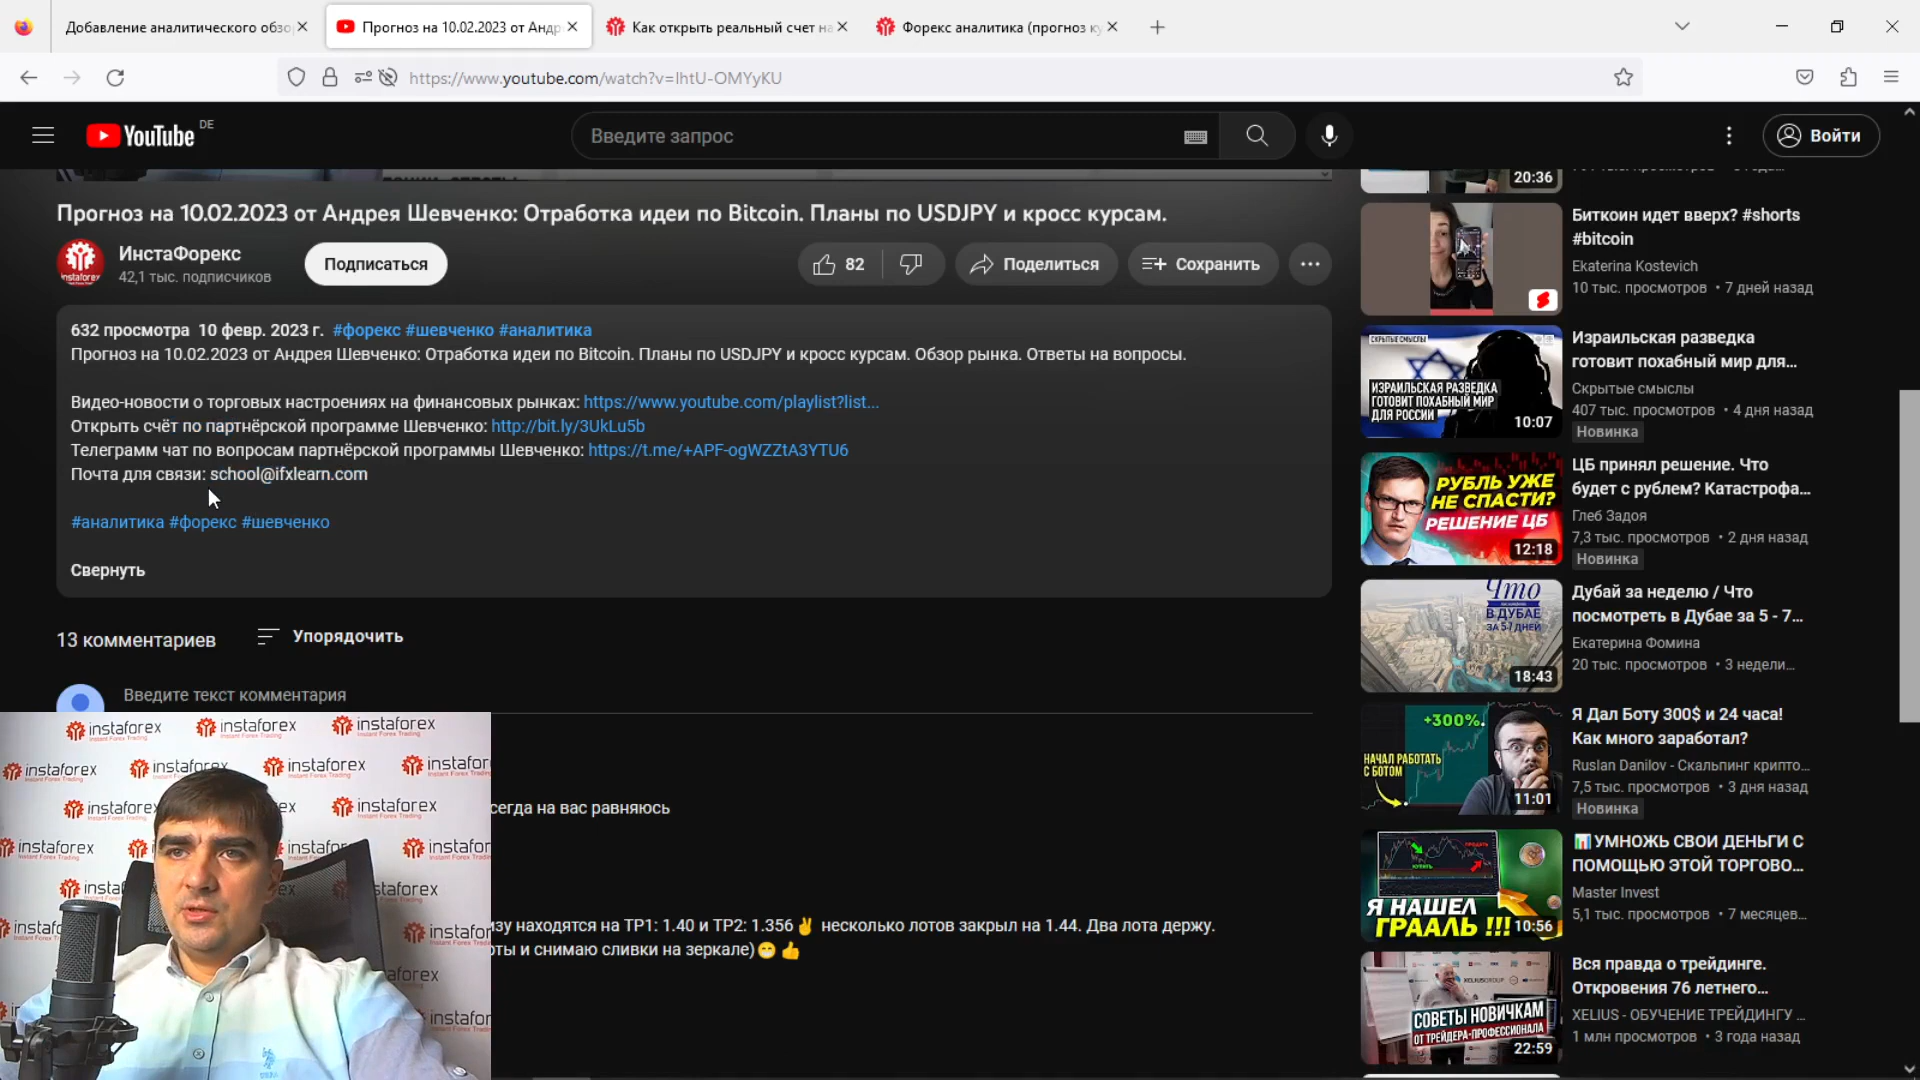 Добавление аналитического обзо
Прогноз на 10.02.2023 от Андр
Как открыть реальный счет на
Форекс аналитика (прогноз ку
https://www.youtube.com/watch?v=lhtU-OMYyKU
YouTube DE
Введите запрос
Войти
20:36
Прогноз на 10.02.2023 от Андрея Шевченко: Отработка идеи по Bitcoin. Планы по USDJPY и кросс курсам.
ИнстаФорекс
42,1 тыс. подписчиков
Подписаться
82
Поделиться
Сохранить
632 просмотра 10 февр. 2023 г. #форекс #шевченко #аналитика
Прогноз на 10.02.2023 от Андрея Шевченко: Отработка идеи по Bitcoin. Планы по USDJPY и кросс курсам. Обзор рынка. Ответы на вопросы.
Видео-новости о торговых настроениях на финансовых рынках: https://www.youtube.com/playlist?list...
Открыть счёт по партнёрской программе Шевченко: http://bit.ly/3UkLu5b
Телеграмм чат по вопросам партнёрской программы Шевченко: https://t.me/+APF-ogWZZtA3YTU6
Почта для связи: school@ifxlearn.com
#аналитика #форекс #шевченко
Свернуть
13 комментариев
Упорядочить
Введите текст комментария
сегда на вас равняюсь
изу находятся на TP1: 1.40 и TP2: 1.356✌ несколько лотов закрыл на 1.44. Два лота держу.
оты и снимаю сливки на зеркале)😁👍
instaforex
Instant Forex Trading
Биткоин идет вверх? #shorts
#bitcoin
Ekaterina Kostevich
10 тыс. просмотров • 7 дней назад
СКРЫТЫЕ СМЫСЛЫ
ИЗРАИЛЬСКАЯ РАЗВЕДКА
ГОТОВИТ ПОХАБНЫЙ МИР
ДЛЯ РОССИИ
10:07
Израильская разведка
готовит похабный мир для...
Скрытые смыслы
407 тыс. просмотров • 4 дня назад
Новинка
РУБЛЬ УЖЕ
НЕ СПАСТИ?
РЕШЕНИЕ ЦБ
12:18
ЦБ принял решение. Что
будет с рублем? Катастрофа...
Глеб Задоя
7,3 тыс. просмотров • 2 дня назад
Новинка
Что
В ДУБАЕ
ЗА 5-7 ДНЕЙ
18:43
Дубай за неделю / Что
посмотреть в Дубае за 5 - 7...
Екатерина Фомина
20 тыс. просмотров • 3 недели...
+300%
НАЧАЛ РАБОТАТЬ
С БОТОМ
11:01
Я Дал Боту 300$ и 24 часа!
Как много заработал?
Ruslan Danilov - Скальпинг крипто...
7,5 тыс. просмотров • 3 дня назад
Новинка
Я НАШЕЛ
ГРААЛЬ !!!
10:56
📊УМНОЖЬ СВОИ ДЕНЬГИ С
ПОМОЩЬЮ ЭТОЙ ТОРГОВО...
Master Invest
5,1 тыс. просмотров • 7 месяцев...
СОВЕТЫ НОВИЧКАМ
ОТ ТРЕЙДЕРА-ПРОФЕССИОНАЛА
22:59
Вся правда о трейдинге.
Откровения 76 летнего...
XELIUS - ОБУЧЕНИЕ ТРЕЙДИНГУ ...
1 млн просмотров • 3 года назад